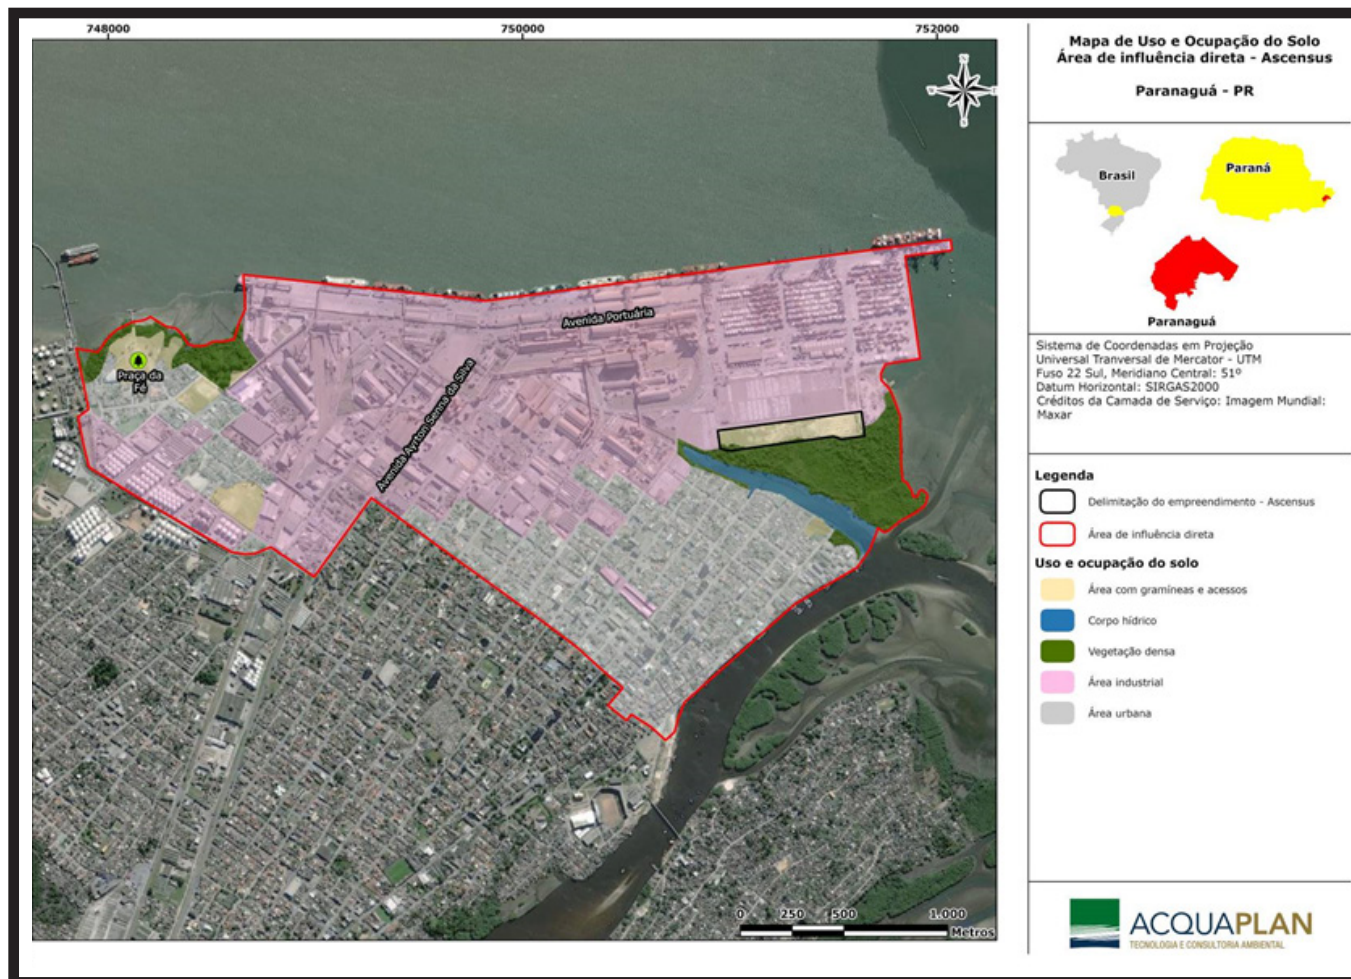 748000
750000
752000
N
S
Avenida Portuária
Avenida Ayrton Senna da Silva
Praça da
Fé
0 250 500 1.000
Metros
Mapa de Uso e Ocupação do Solo
Área de influência direta - Ascensus
Paranaguá - PR
Brasil
Paraná
Paranaguá
Sistema de Coordenadas em Projeção
Universal Tranversal de Mercator - UTM
Fuso 22 Sul, Meridiano Central: 51º
Datum Horizontal: SIRGAS2000
Créditos da Camada de Serviço: Imagem Mundial:
Maxar
Legenda
Delimitação do empreendimento - Ascensus
Área de influência direta
Uso e ocupação do solo
Área com gramíneas e acessos
Corpo hídrico
Vegetação densa
Área industrial
Área urbana
ACQUAPLAN
TECNOLOGIA E CONSULTORIA AMBIENTAL